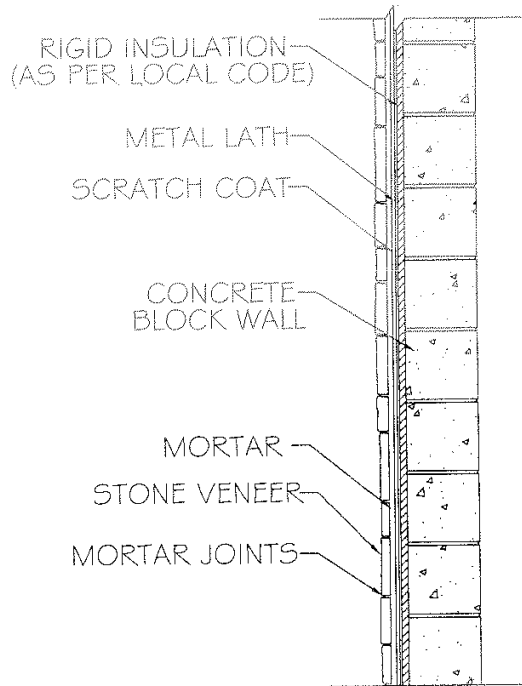 RIGID INSULATION
(AS PER LOCAL CODE)
METAL LATH
SCRATCH COAT
CONCRETE
BLOCK WALL
MORTAR
STONE VENEER
MORTAR JOINTS